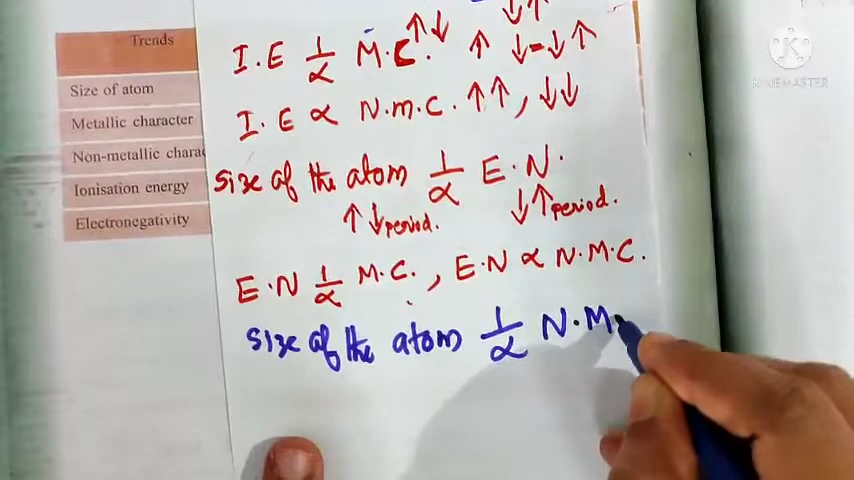 Trends
Size of atom
Metallic character
Non-metallic charac
Ionisation energy
Electronegativity
I.E 1/α M.C. ↑↓ ↑ ↓=↓↑
I.E α N.M.C. ↑↑, ↓↓
size of the atom 1/α E.N.
↑↓period. ↓↑period.
E.N 1/α M.C., E.N α N.M.C.
size of the atom 1/α N.M
KINEMASTER